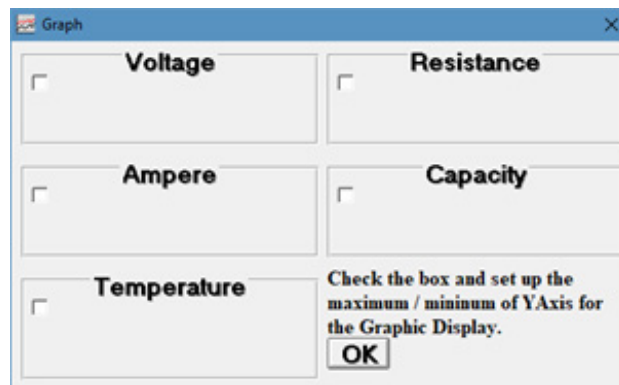 Graph
Voltage
Resistance
Ampere
Capacity
Temperature
Check the box and set up the
maximum / mininum of YAxis for
the Graphic Display.
OK